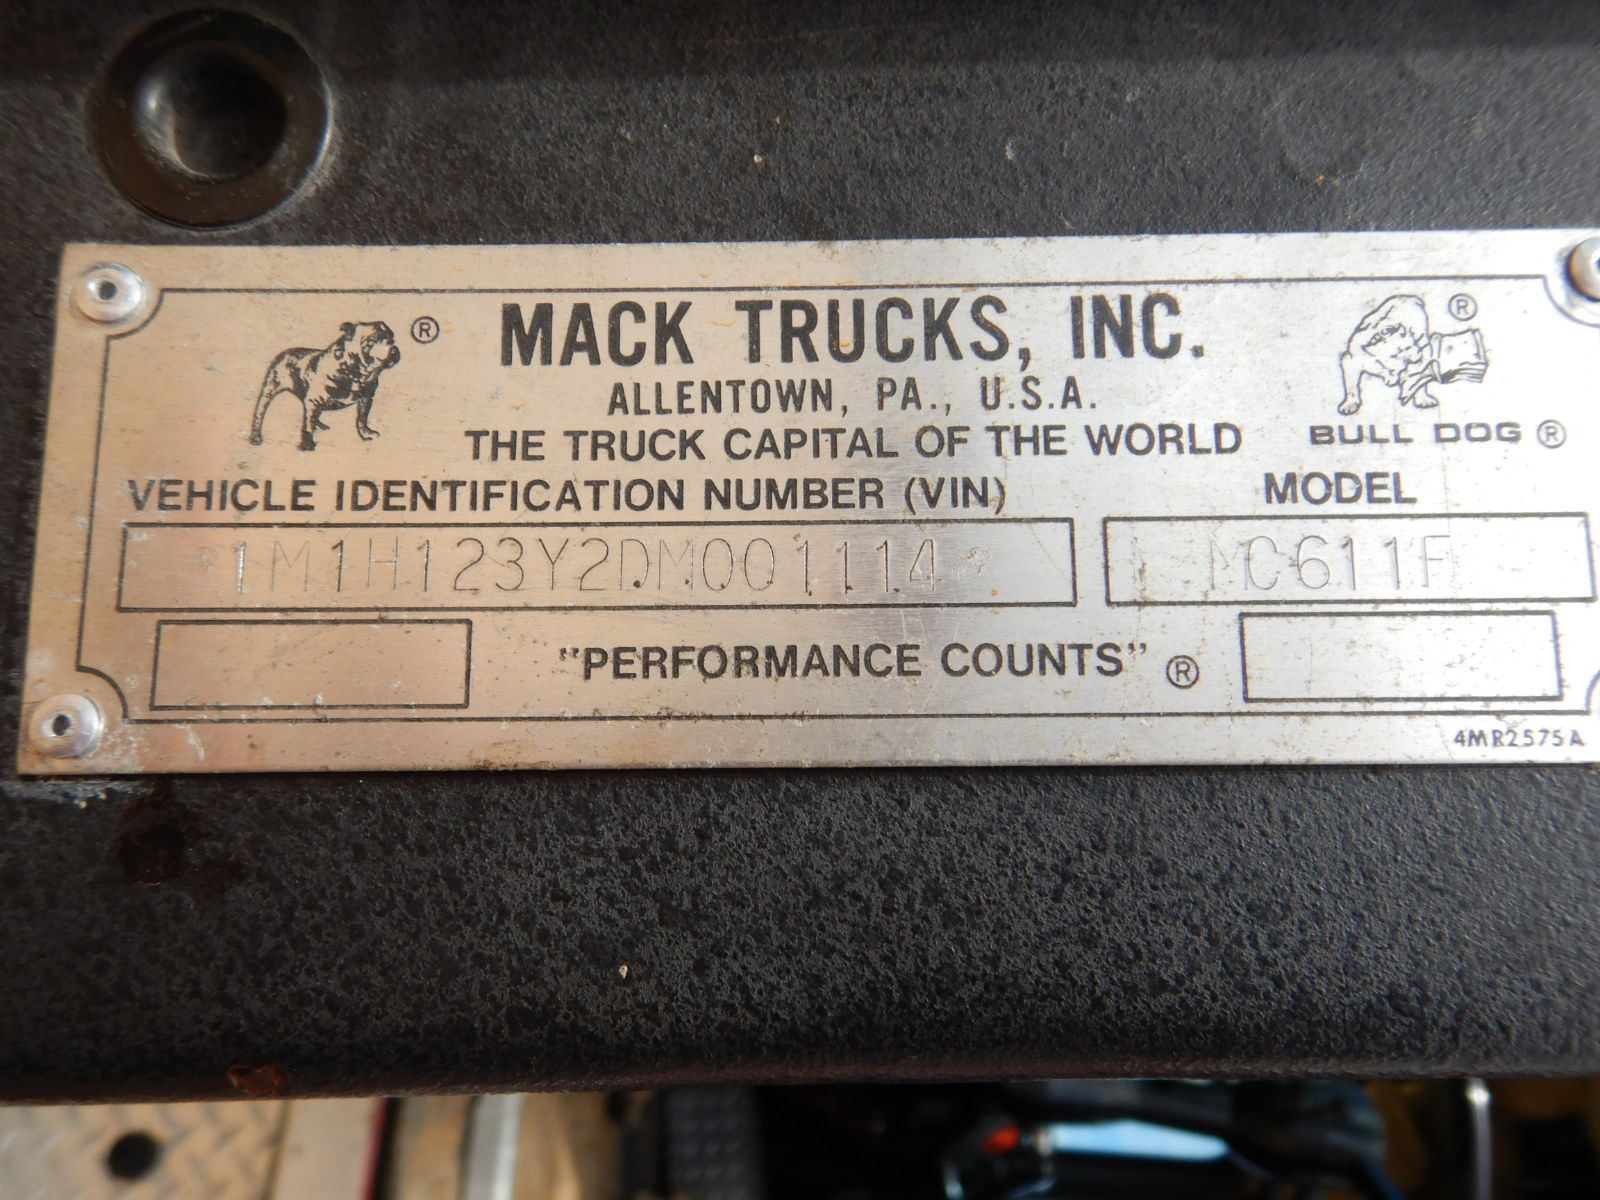 MACK TRUCKS, INC.
ALLENTOWN, PA., U.S.A.
THE TRUCK CAPITAL OF THE WORLD
®
®
BULL DOG ®
VEHICLE IDENTIFICATION NUMBER (VIN)
MODEL
*1M1H123Y2DM001114*
MC611F
"PERFORMANCE COUNTS" ®
4MR2575A